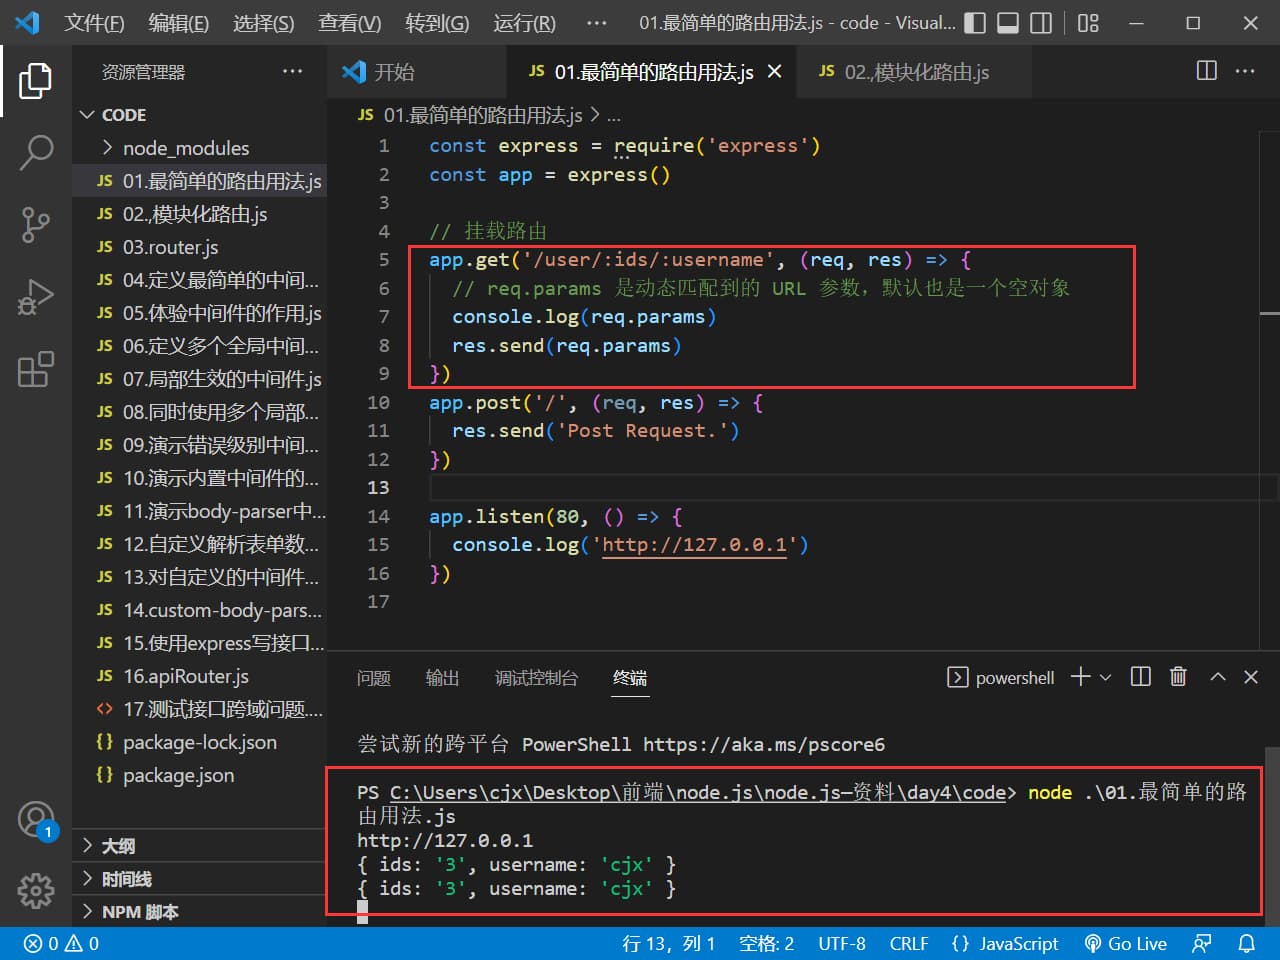 文件(F) 编辑(E) 选择(S) 查看(V) 转到(G) 运行(R) ··· 01.最简单的路由用法.js - code - Visual...
资源管理器 ···
CODE
node_modules
JS 01.最简单的路由用法.js
JS 02.,模块化路由.js
JS 03.router.js
JS 04.定义最简单的中间...
JS 05.体验中间件的作用.js
JS 06.定义多个全局中间...
JS 07.局部生效的中间件.js
JS 08.同时使用多个局部...
JS 09.演示错误级别中间...
JS 10.演示内置中间件的...
JS 11.演示body-parser中...
JS 12.自定义解析表单数...
JS 13.对自定义的中间件...
JS 14.custom-body-pars...
JS 15.使用express写接口...
JS 16.apiRouter.js
<> 17.测试接口跨域问题....
{} package-lock.json
{} package.json
大纲
时间线
NPM 脚本
1
开始 JS 01.最简单的路由用法.js JS 02.,模块化路由.js ···
JS 01.最简单的路由用法.js > ...
1 const express = require('express')
2 const app = express()
3
4 // 挂载路由
5 app.get('/user/:ids/:username', (req, res) => {
6 // req.params 是动态匹配到的 URL 参数，默认也是一个空对象
7 console.log(req.params)
8 res.send(req.params)
9 })
10 app.post('/', (req, res) => {
11 res.send('Post Request.')
12 })
13
14 app.listen(80, () => {
15 console.log('http://127.0.0.1')
16 })
17
问题 输出 调试控制台 终端 powershell
尝试新的跨平台 PowerShell https://aka.ms/pscore6
PS C:\Users\cjx\Desktop\前端\node.js\node.js—资料\day4\code> node .\01.最简单的路
由用法.js
http://127.0.0.1
{ ids: '3', username: 'cjx' }
{ ids: '3', username: 'cjx' }
0 0 行 13，列 1 空格: 2 UTF-8 CRLF {} JavaScript Go Live